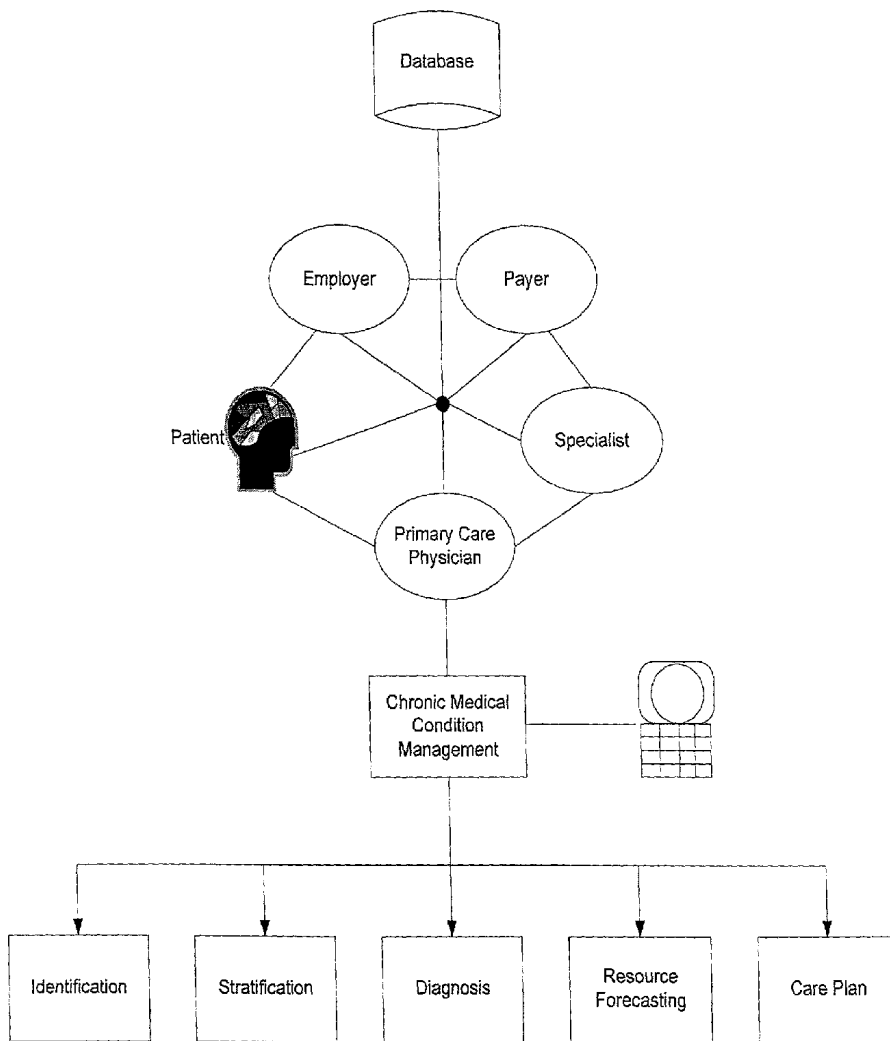 Database
Employer
Payer
Patient
Specialist
Primary Care
Physician
Chronic Medical
Condition
Management
Identification
Stratification
Diagnosis
Resource
Forecasting
Care Plan